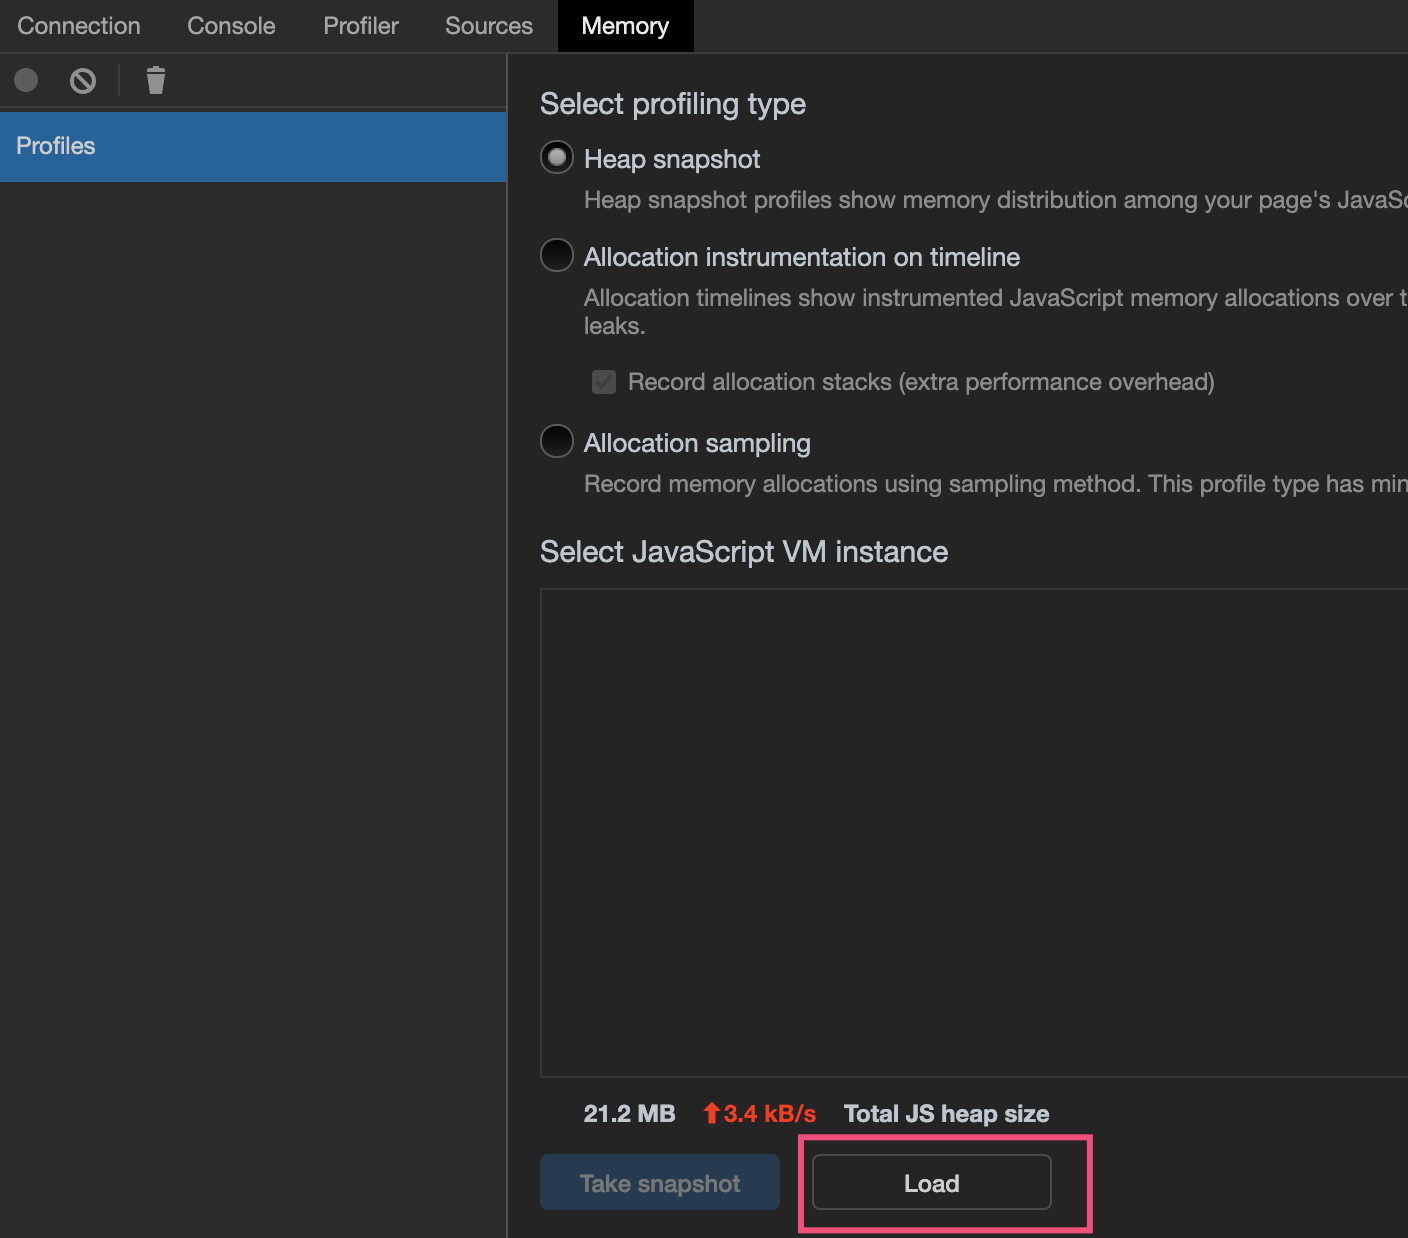 Connection Console Profiler Sources Memory
Profiles
Select profiling type
Heap snapshot
Heap snapshot profiles show memory distribution among your page's
Allocation instrumentation on timeline
Allocation timelines show instrumented JavaScript memory allocations over
leaks.
Record allocation stacks (extra performance overhead)
Allocation sampling
Record memory allocations using sampling method. This profile type has
Select JavaScript VM instance
21.2 MB 3.4 kB/s Total JS heap size
Take snapshot Load